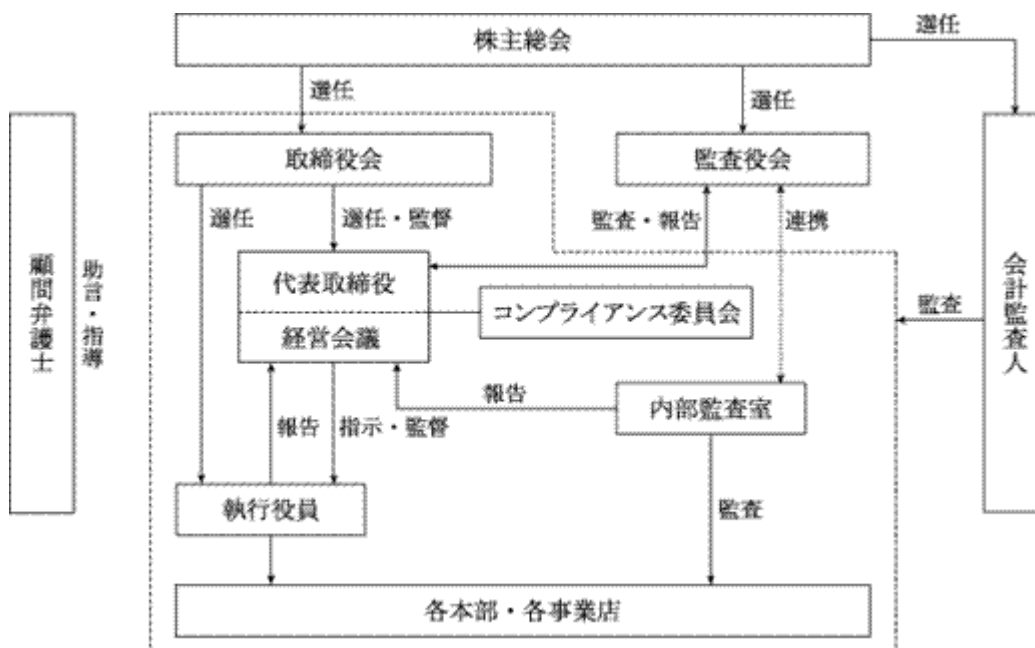 株主総会
選任
選任
選任
取締役会
監査役会
選任
選任・監督
監査・報告
連携
顧問弁護士
助言・指導
代表取締役
経営会議
コンプライアンス委員会
監査
会計監査人
報告
内部監査室
報告
指示・監督
執行役員
監査
各本部・各事業店